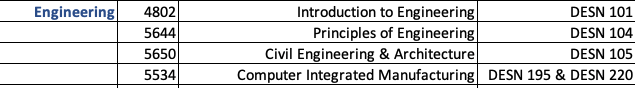 Engineering 4802 Introduction to Engineering DESN 101
5644 Principles of Engineering DESN 104
5650 Civil Engineering & Architecture DESN 105
5534 Computer Integrated Manufacturing DESN 195 & DESN 220